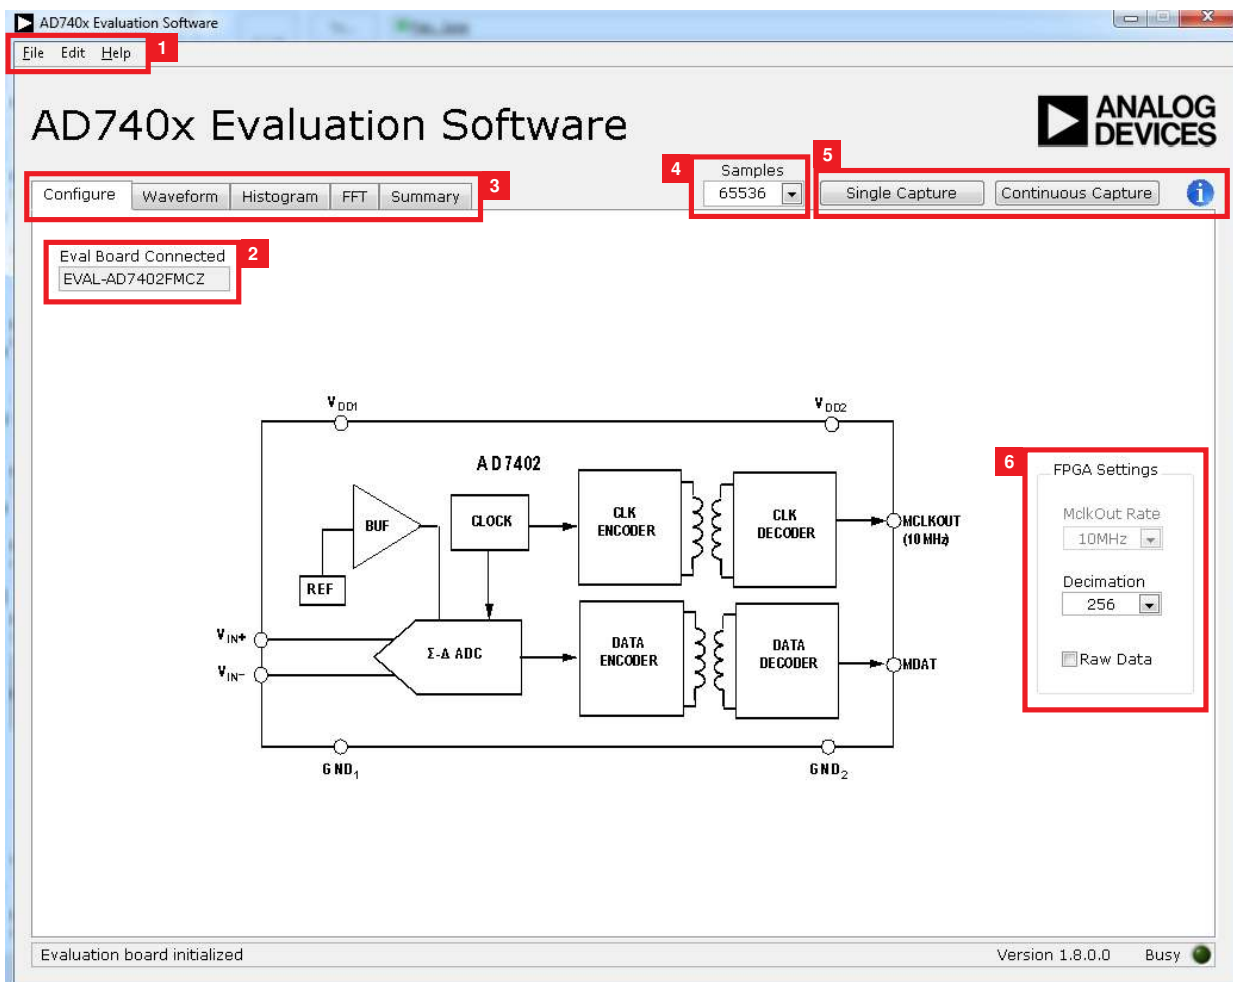 AD740x Evaluation Software
File Edit Help
1
AD740x Evaluation Software
ANALOG
DEVICES
3
Configure Waveform Histogram FFT Summary
4
Samples
65536
5
Single Capture Continuous Capture i
2
Eval Board Connected
EVAL-AD7402FMCZ
VDD1
VDD2
AD7402
BUF
REF
CLOCK
CLK
ENCODER
CLK
DECODER
MCLKOUT
(10 MHz)
VIN+
VIN–
Σ-Δ ADC
DATA
ENCODER
DATA
DECODER
MDAT
GND1
GND2
6
FPGA Settings
MclkOut Rate
10MHz
Decimation
256
Raw Data
Evaluation board initialized
Version 1.8.0.0 Busy